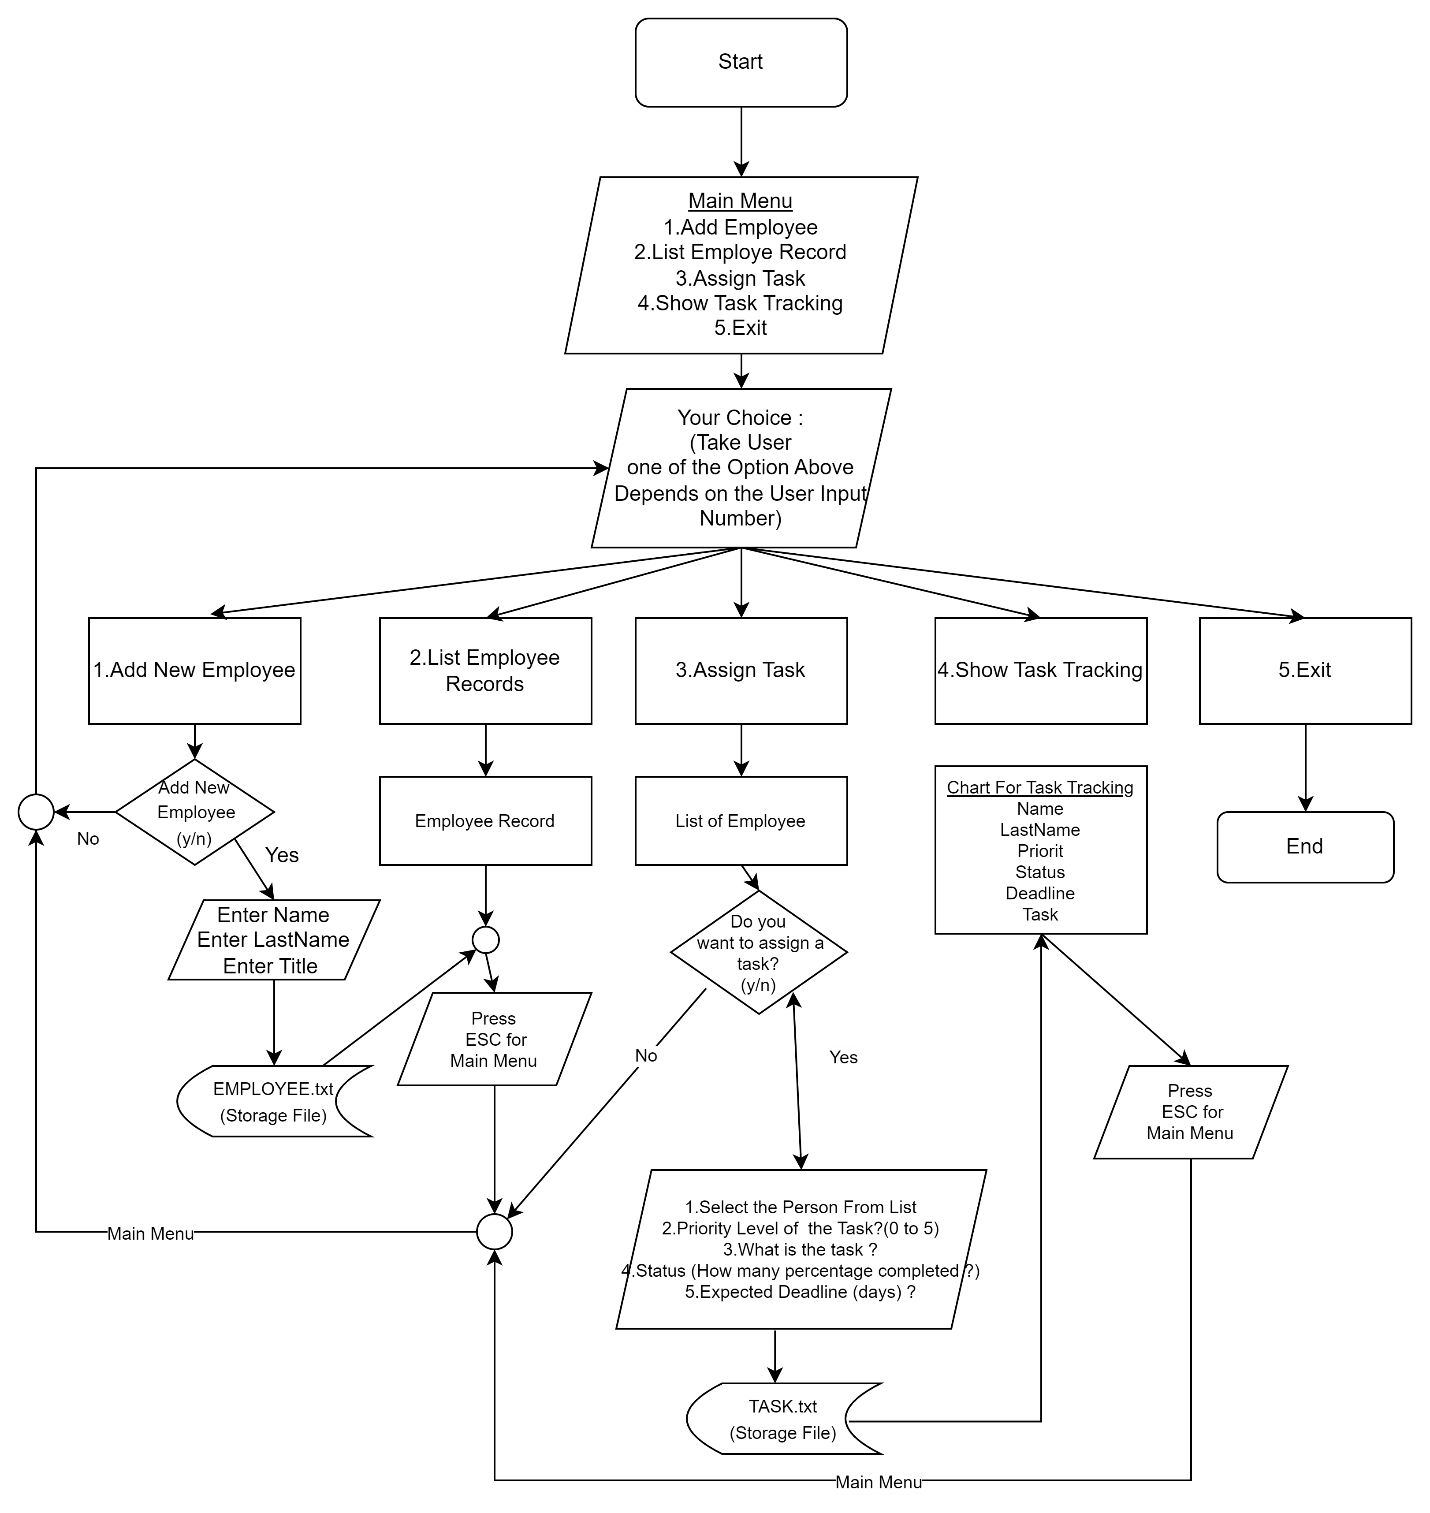 Start
Main Menu
1.Add Employee
2.List Employe Record
3.Assign Task
4.Show Task Tracking
5.Exit
Your Choice :
(Take User
one of the Option Above
Depends on the User Input
Number)
1.Add New Employee
2.List Employee
Records
3.Assign Task
4.Show Task Tracking
5.Exit
Add New
Employee
(y/n)
No
Yes
Employee Record
List of Employee
Chart For Task Tracking
Name
LastName
Priorit
Status
Deadline
Task
End
Enter Name
Enter LastName
Enter Title
Do you
want to assign a
task?
(y/n)
No
Yes
Press
ESC for
Main Menu
EMPLOYEE.txt
(Storage File)
Press
ESC for
Main Menu
Main Menu
1.Select the Person From List
2.Priority Level of  the Task?(0 to 5)
3.What is the task ?
4.Status (How many percentage completed ?)
5.Expected Deadline (days) ?
TASK.txt
(Storage File)
Main Menu